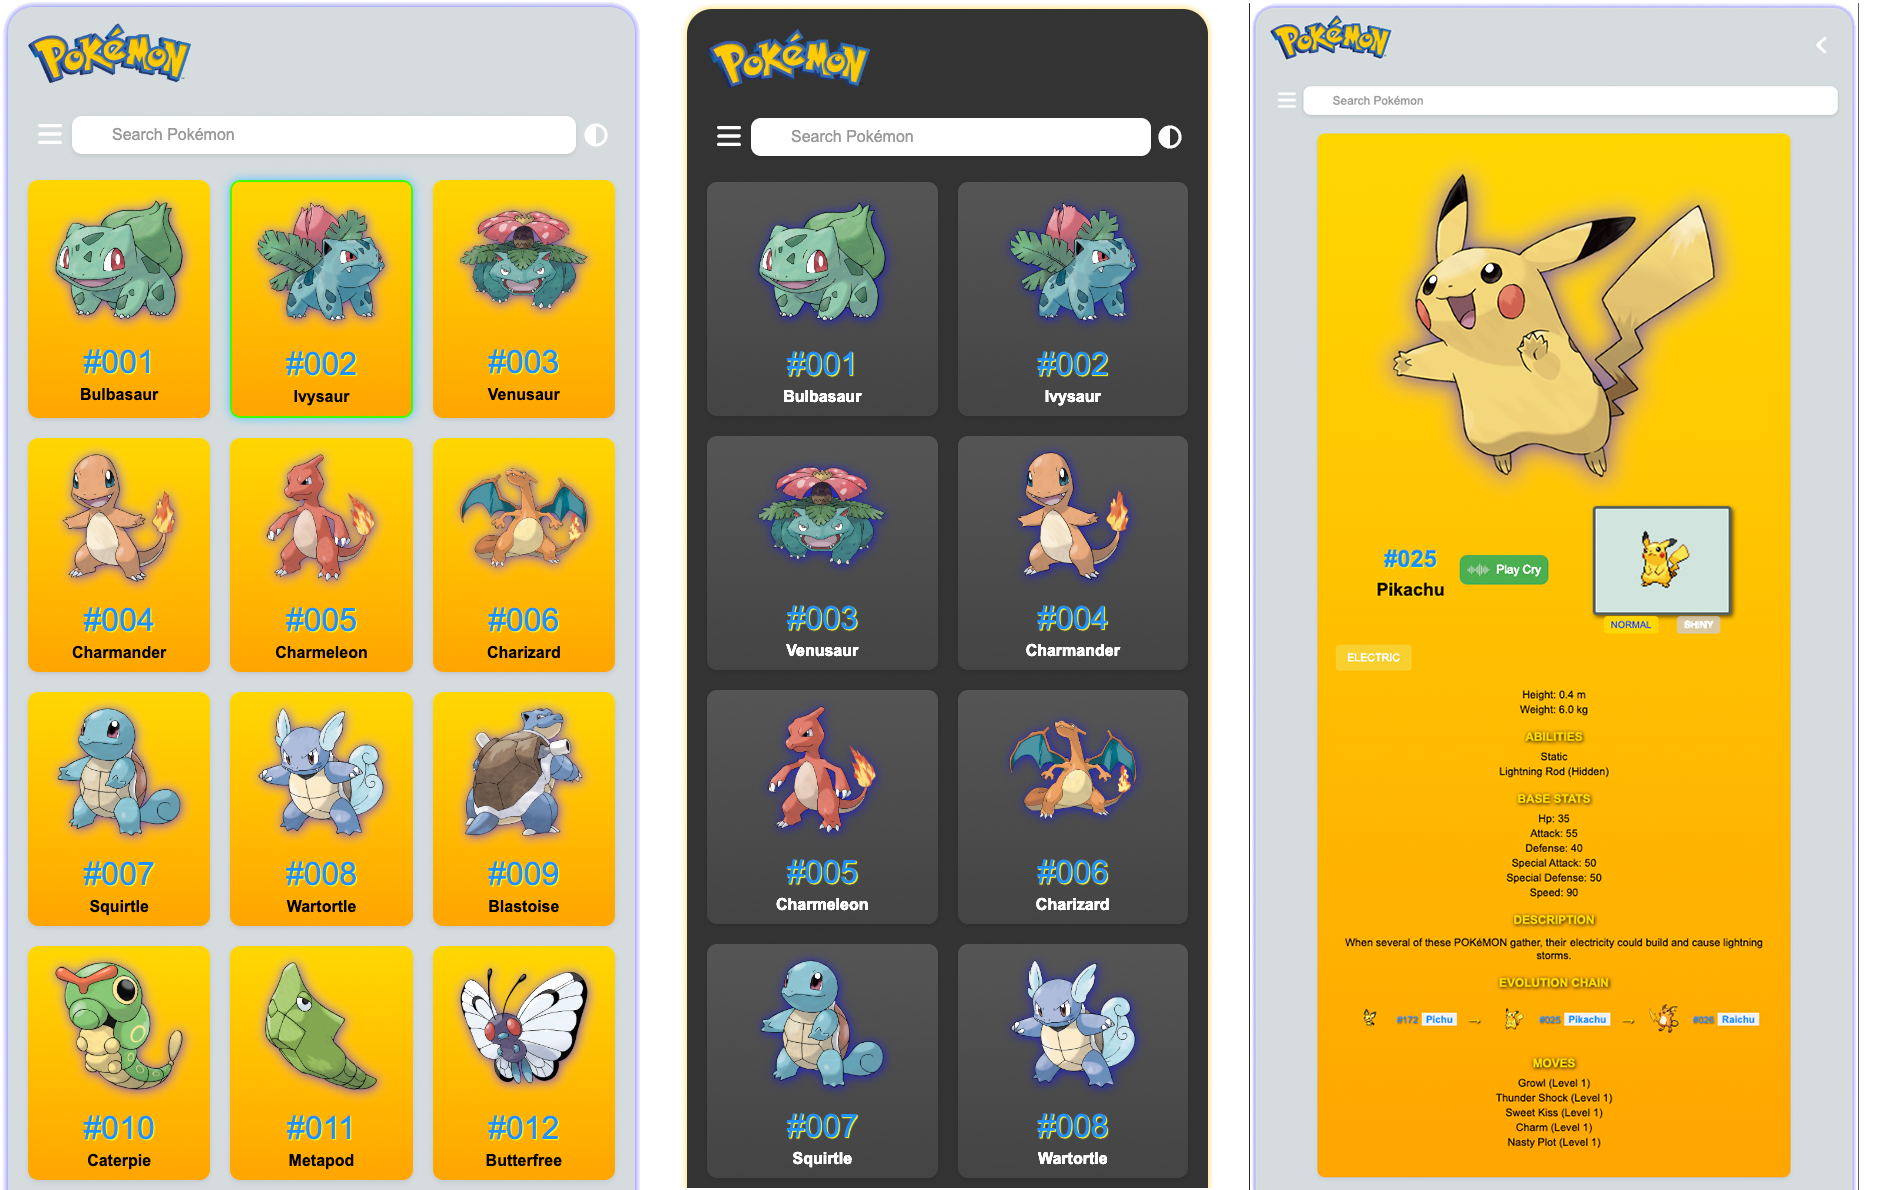 POKéMON
Search Pokémon
#001
Bulbasaur
#002
Ivysaur
#003
Venusaur
#004
Charmander
#005
Charmeleon
#006
Charizard
#007
Squirtle
#008
Wartortle
#009
Blastoise
#010
Caterpie
#011
Metapod
#012
Butterfree
POKéMON
Search Pokémon
#001
Bulbasaur
#002
Ivysaur
#003
Venusaur
#004
Charmander
#005
Charmeleon
#006
Charizard
#007
Squirtle
#008
Wartortle
POKéMON
Search Pokémon
#025
Pikachu
Play Cry
NORMAL
SHINY
ELECTRIC
Height: 0.4 m
Weight: 6.0 kg
ABILITIES
Static
Lightning Rod (Hidden)
BASE STATS
Hp: 35
Attack: 55
Defense: 40
Special Attack: 50
Special Defense: 50
Speed: 90
DESCRIPTION
When several of these POKéMON gather, their electricity could build and cause lightning
storms.
EVOLUTION CHAIN
#172 Pichu → #025 Pikachu → #026 Raichu
MOVES
Growl (Level 1)
Thunder Shock (Level 1)
Sweet Kiss (Level 1)
Charm (Level 1)
Nasty Plot (Level 1)